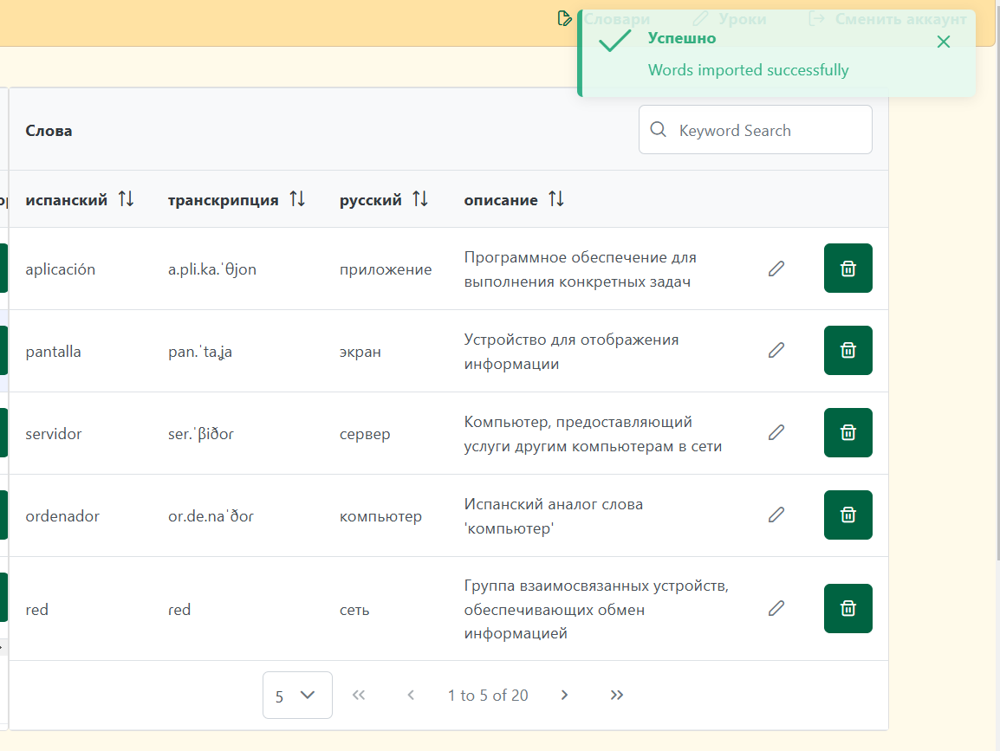 Словари Уроки Сменить аккаунт
Успешно
Words imported successfully
Слова
Keyword Search
испанский транскрипция русский описание
aplicación a.pli.ka.ˈθjon приложение Программное обеспечение для
выполнения конкретных задач
pantalla pan.ˈta.ʝa экран Устройство для отображения
информации
servidor ser.ˈβiðoɾ сервер Компьютер, предоставляющий
услуги другим компьютерам в сети
ordenador or.de.naˈðoɾ компьютер Испанский аналог слова
'компьютер'
red red сеть Группа взаимосвязанных устройств,
обеспечивающих обмен
информацией
5 1 to 5 of 20